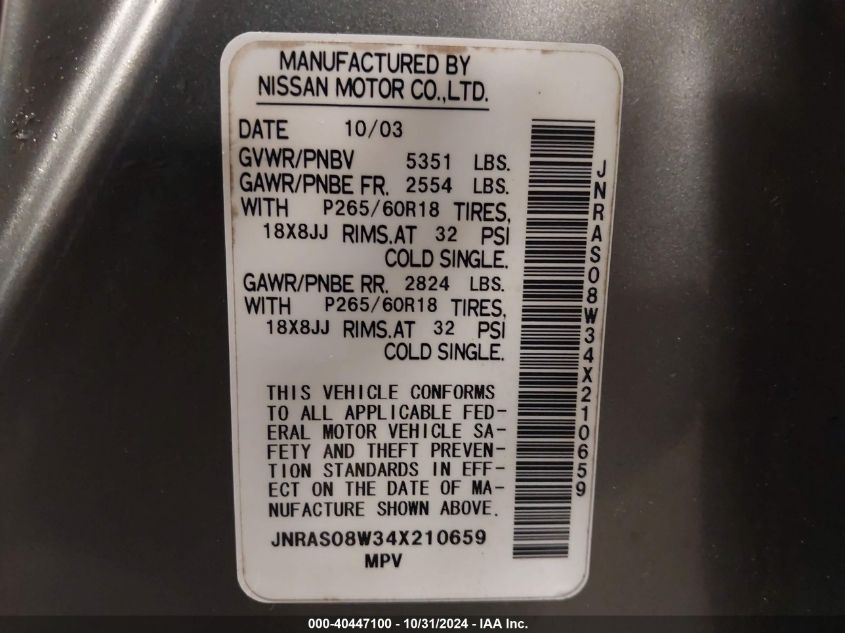 MANUFACTURED BY
NISSAN MOTOR CO.,LTD.
DATE 10/03
GVWR/PNBV 5351 LBS.
GAWR/PNBE FR. 2554 LBS.
WITH P265/60R18 TIRES,
18X8JJ RIMS.AT 32 PSI
COLD SINGLE.
GAWR/PNBE RR. 2824 LBS.
WITH P265/60R18 TIRES,
18X8JJ RIMS.AT 32 PSI
COLD SINGLE.
THIS VEHICLE CONFORMS
TO ALL APPLICABLE FED-
ERAL MOTOR VEHICLE SA-
FETY AND THEFT PREVEN-
TION STANDARDS IN EFF-
ECT ON THE DATE OF MA-
NUFACTURE SHOWN ABOVE.
JNRAS08W34X210659
MPV
JNRAS08W34X210659
000-40447100 - 10/31/2024 - IAA Inc.